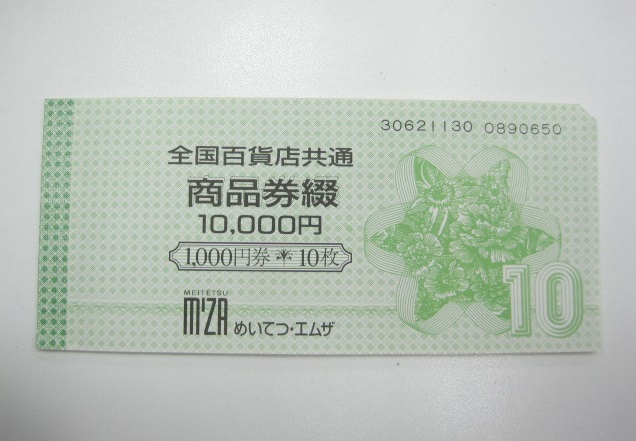 30621130 0890650
全国百貨店共通
商品券綴
10,000円
1,000円券＊10枚
MEITETSU
M'ZA めいてつ・エムザ
10